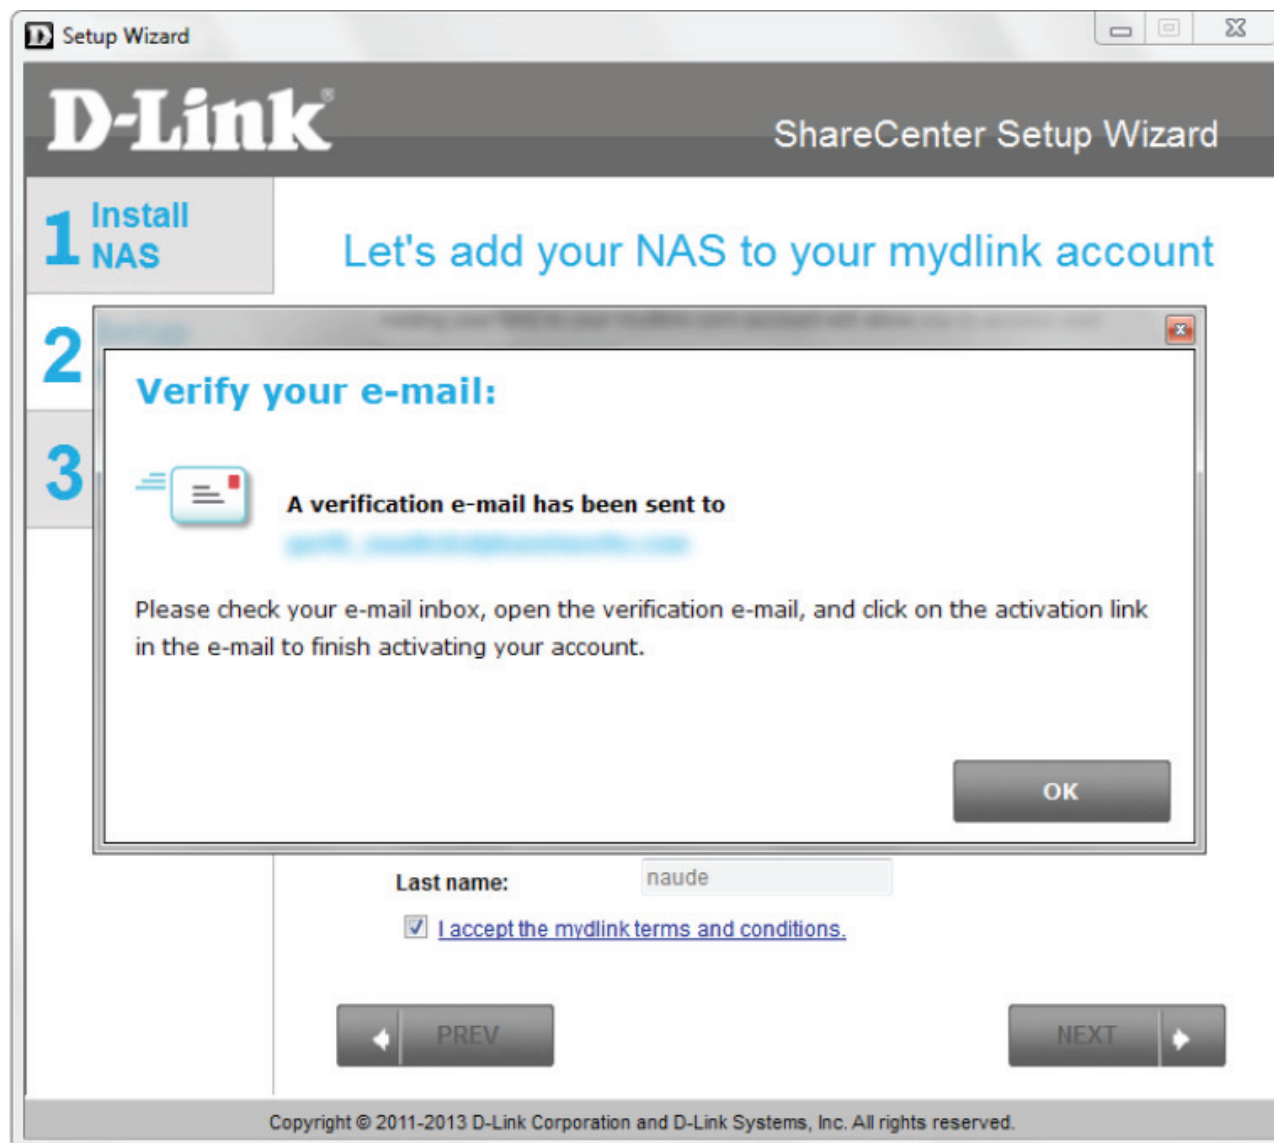 Setup Wizard
D-Link®
ShareCenter Setup Wizard
1 Install
NAS
Let's add your NAS to your mydlink account
2 Setup
3
Verify your e-mail:
A verification e-mail has been sent to
Please check your e-mail inbox, open the verification e-mail, and click on the activation link
in the e-mail to finish activating your account.
OK
Last name: naude
I accept the mydlink terms and conditions.
PREV
NEXT
Copyright © 2011-2013 D-Link Corporation and D-Link Systems, Inc. All rights reserved.